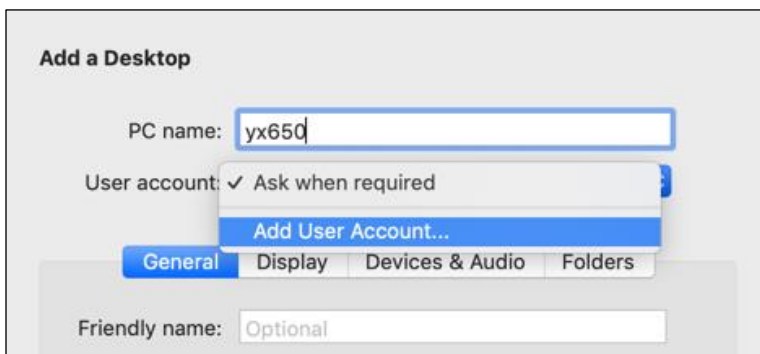 Add a Desktop
PC name: yx650
User account: ✓ Ask when required
Add User Account...
General Display Devices & Audio Folders
Friendly name: Optional